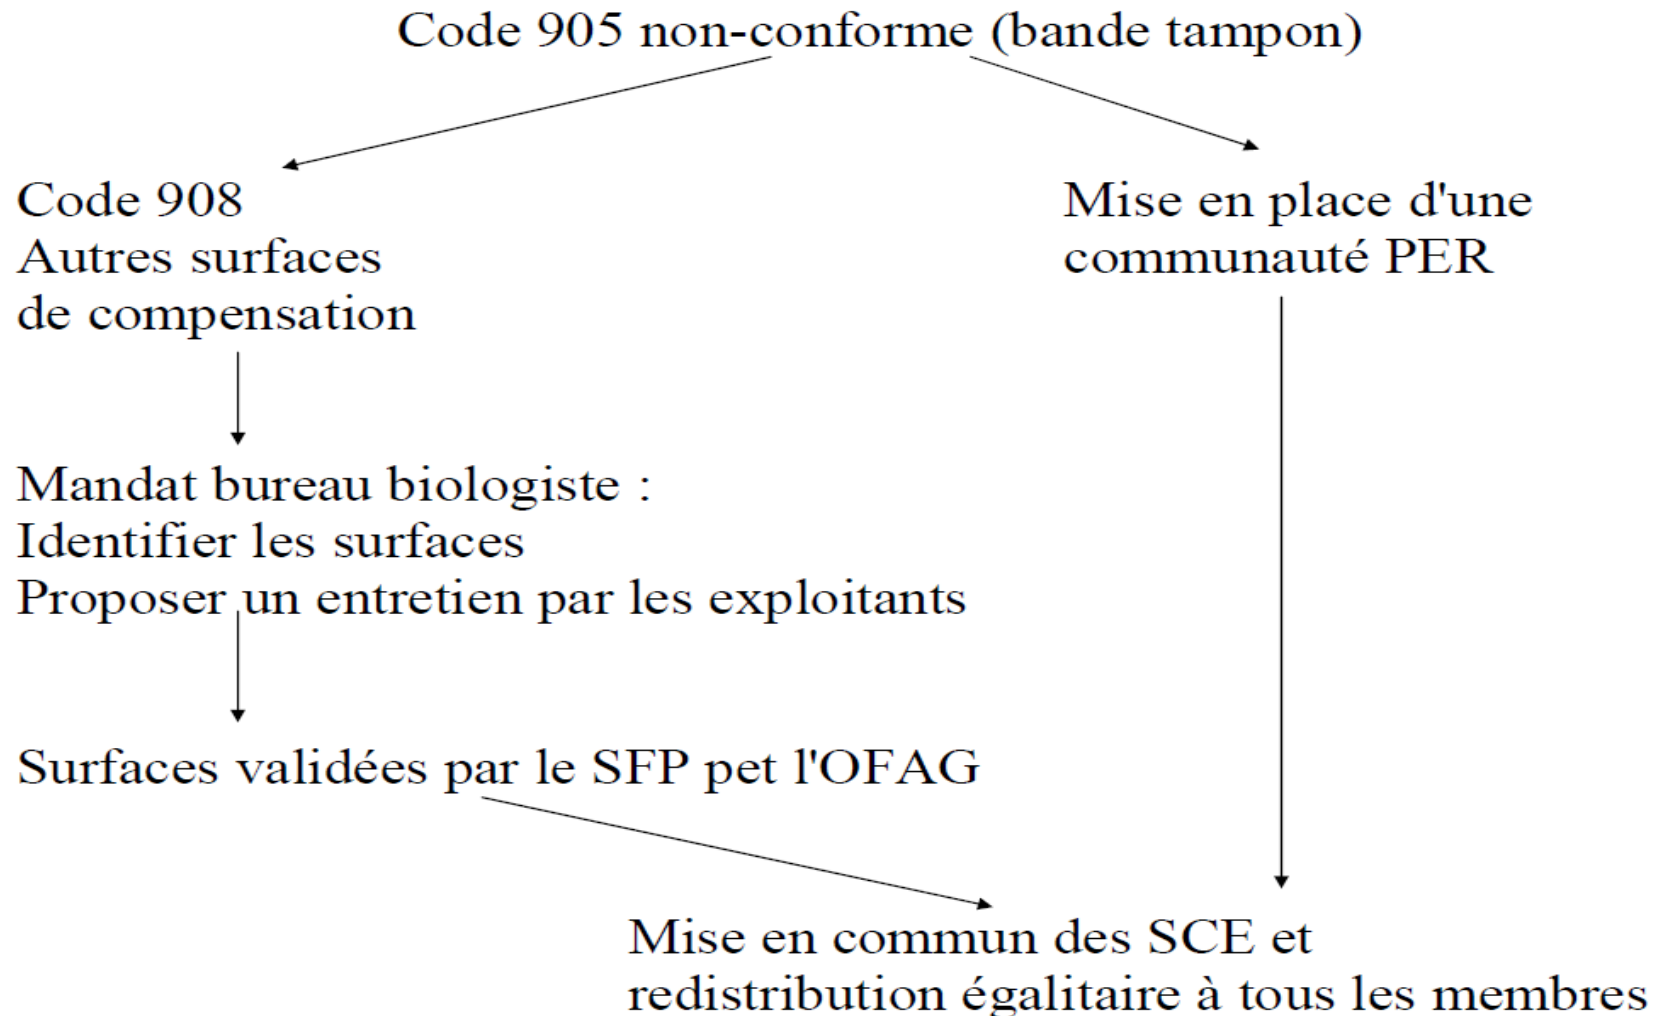 Code 905 non-conforme (bande tampon)
Code 908
Autres surfaces
de compensation
Mise en place d'une
communauté PER
Mandat bureau biologiste :
Identifier les surfaces
Proposer un entretien par les exploitants
Surfaces validées par le SFP pet l'OFAG
Mise en commun des SCE et
redistribution égalitaire à tous les membres